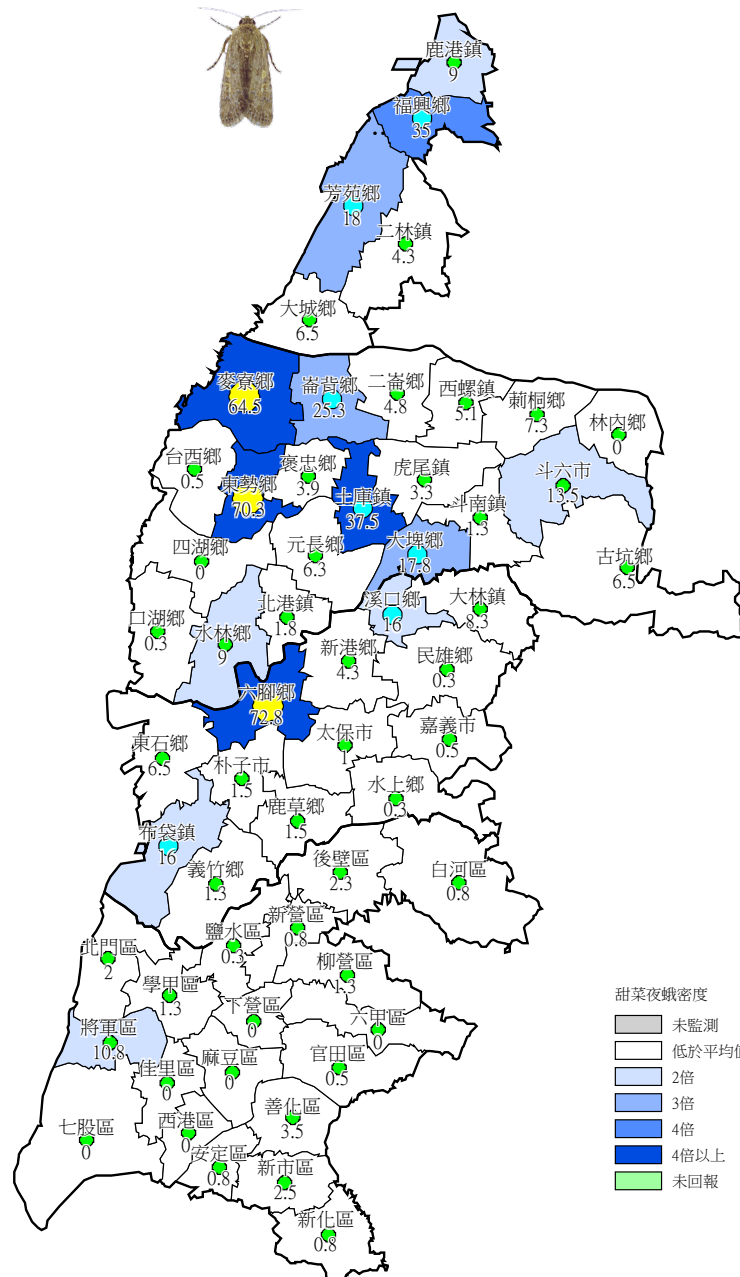 鹿港鎮
9
福興鄉
35
芳苑鄉
18
二林鎮
4.3
大城鄉
6.5
麥寮鄉
64.5
崙背鄉
25.3
二崙鄉
4.8
西螺鎮
5.1
莿桐鄉
7.3
林內鄉
0
台西鄉
0.5
東勢鄉
70.3
褒忠鄉
3.9
土庫鎮
37.5
虎尾鎮
3.3
斗南鎮
1.5
斗六市
13.5
四湖鄉
0
元長鄉
6.3
大埤鄉
17.8
古坑鄉
6.5
口湖鄉
0.3
水林鄉
9
北港鎮
1.8
溪口鄉
16
大林鎮
8.3
新港鄉
4.3
民雄鄉
0.3
六腳鄉
72.8
東石鄉
6.5
朴子市
1.5
太保市
1
嘉義市
0.5
鹿草鄉
1.5
水上鄉
0.3
布袋鎮
16
義竹鄉
1.3
後壁區
2.3
白河區
0.8
北門區
2
鹽水區
0.3
新營區
0.8
學甲區
1.3
下營區
0
柳營區
1.3
六甲區
0
將軍區
10.8
佳里區
0
麻豆區
0
官田區
0.5
七股區
0
西港區
0
善化區
3.5
安定區
0.8
新市區
2.5
新化區
0.8
甜菜夜蛾密度
未監測
低於平均值
2倍
3倍
4倍
4倍以上
未回報